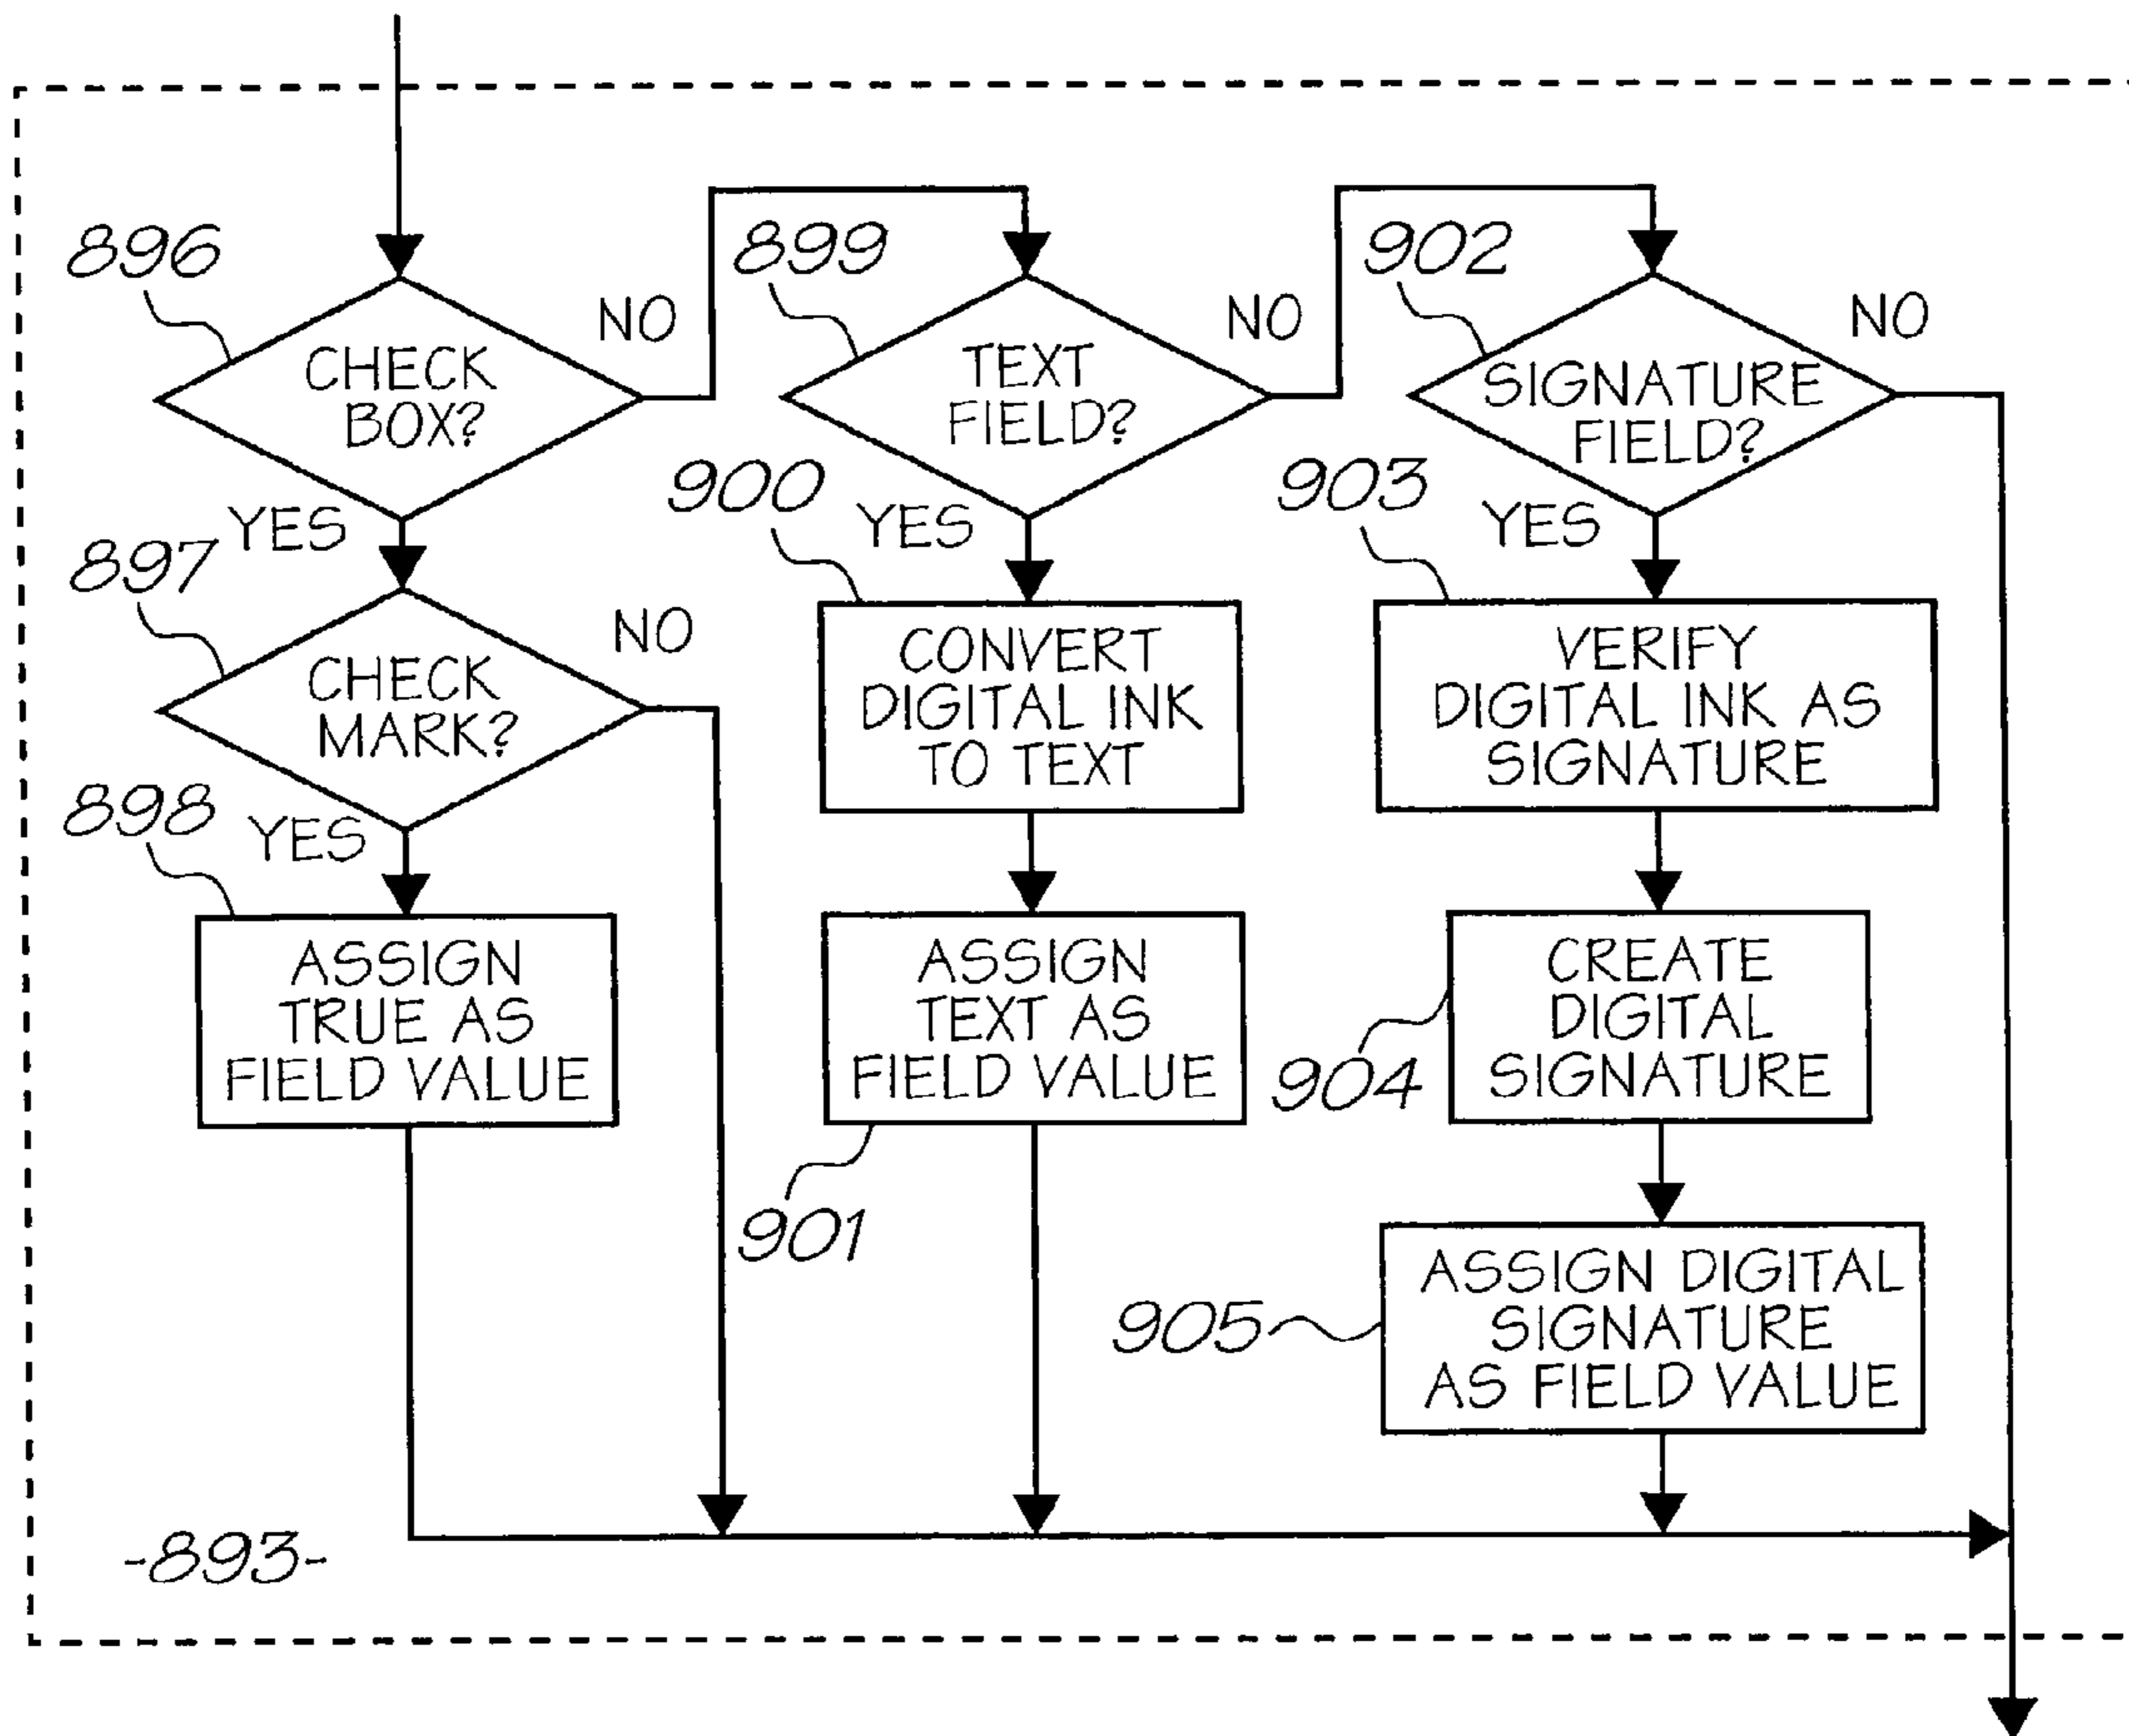 896
CHECK
BOX?
NO
YES
897
CHECK
MARK?
NO
YES
898
ASSIGN
TRUE AS
FIELD VALUE
899
TEXT
FIELD?
NO
YES
900
CONVERT
DIGITAL INK
TO TEXT
ASSIGN
TEXT AS
FIELD VALUE
901
902
SIGNATURE
FIELD?
NO
YES
903
VERIFY
DIGITAL INK AS
SIGNATURE
CREATE
DIGITAL
SIGNATURE
904
ASSIGN DIGITAL
SIGNATURE
AS FIELD VALUE
905
-893-